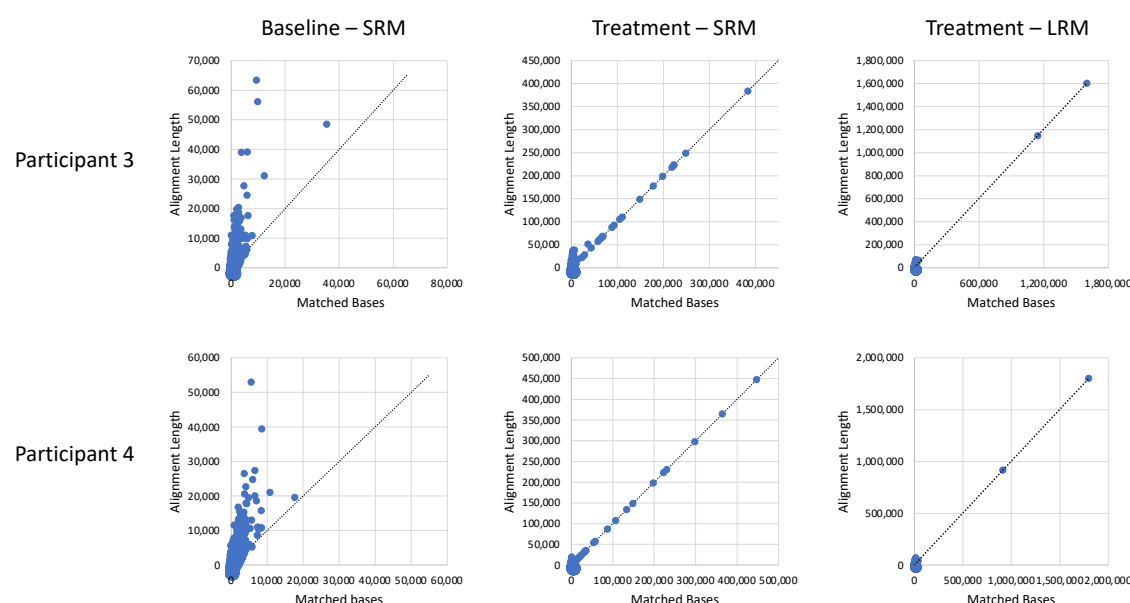 Baseline – SRM
Treatment – SRM
Treatment – LRM
Participant 3
Alignment Length
70,000
60,000
50,000
40,000
30,000
20,000
10,000
0
0 20,000 40,000 60,000 80,000
Matched Bases
Alignment Length
450,000
400,000
350,000
300,000
250,000
200,000
150,000
100,000
50,000
0
0 100,000 200,000 300,000 400,000
Matched Bases
Alignment Length
1,800,000
1,600,000
1,400,000
1,200,000
1,000,000
800,000
600,000
400,000
200,000
0
0 600,000 1,200,000 1,800,000
Matched Bases
Participant 4
Alignment Length
60,000
50,000
40,000
30,000
20,000
10,000
0
0 10,000 20,000 30,000 40,000 50,000 60,000
Matched bases
Alignment Length
500,000
450,000
400,000
350,000
300,000
250,000
200,000
150,000
100,000
50,000
0
0 100,000 200,000 300,000 400,000 500,000
Matched Bases
Alignment Length
2,000,000
1,500,000
1,000,000
500,000
0
0 500,000 1,000,000 1,500,000 2,000,000
Matched Bases